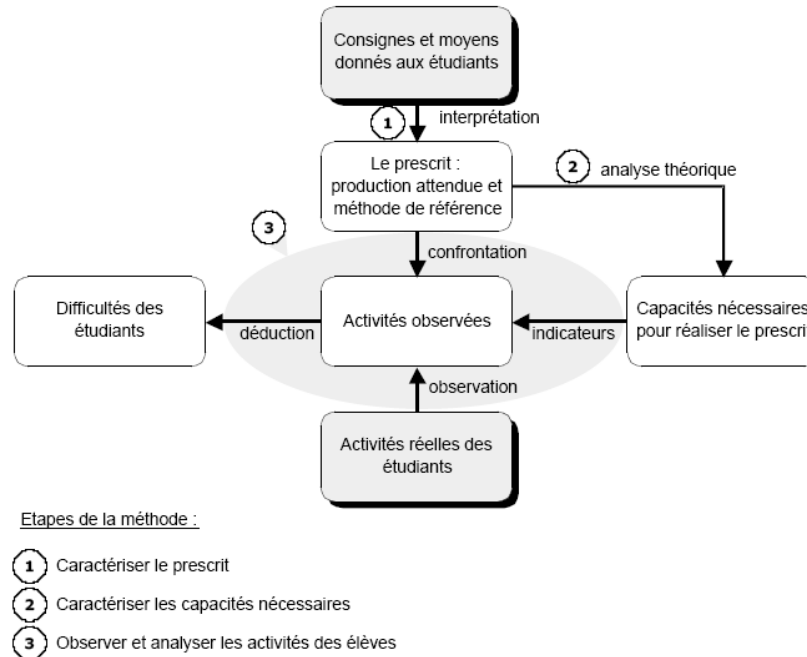 Consignes et moyens
donnés aux étudiants
1
interprétation
Le prescrit :
production attendue et
méthode de référence
2
analyse théorique
3
confrontation
Difficultés des
étudiants
déduction
Activités observées
indicateurs
Capacités nécessaires
pour réaliser le prescrit
observation
Activités réelles des
étudiants
Etapes de la méthode :
1 Caractériser le prescrit
2 Caractériser les capacités nécessaires
3 Observer et analyser les activités des élèves